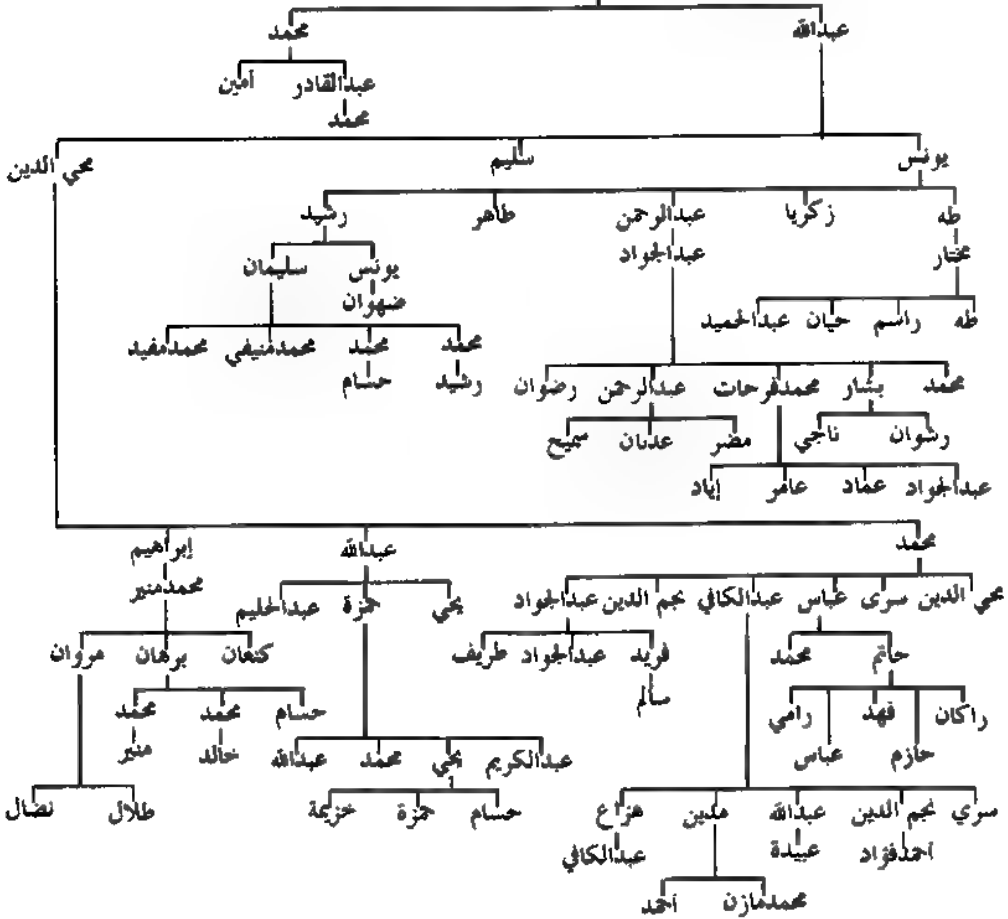 عبدالله محمد
عبدالقادر أمين
محمد
يونس سليم محي الدين
طه زكريا عبدالرحمن طاهر رشيد
مختار عبدالجواد يونس سليمان
ضهوان
طه راسم حيان عبدالحميد
محمد محمد محمدمنيفي محمدمفيد
رشيد حسام
محمد بشار محمدفرحات عبدالرحمن رضوان
رشوان ناجي مضر عدنان سميح
عبدالجواد عماد عامر إياد
محمد عبدالله إبراهيم
محمدمنير
محي الدين سرى عباس عبدالكافي نجم الدين عبدالجواد
يحي حمزة عبدالحليم
حاتم محمد فريد عبدالجواد طريف
كنعان برهان مروان
سالم
راكان فهد رامي
حازم عباس
حسام محمد محمد
خالد منير
عبدالكريم يحي محمد عبدالله
سري نجم الدين عبدالله مدين هزاع
حسام حمزة خزيمة
طلال نضال
أحمدفؤاد عبيدة عبدالكافي
محمدمازن أحمد